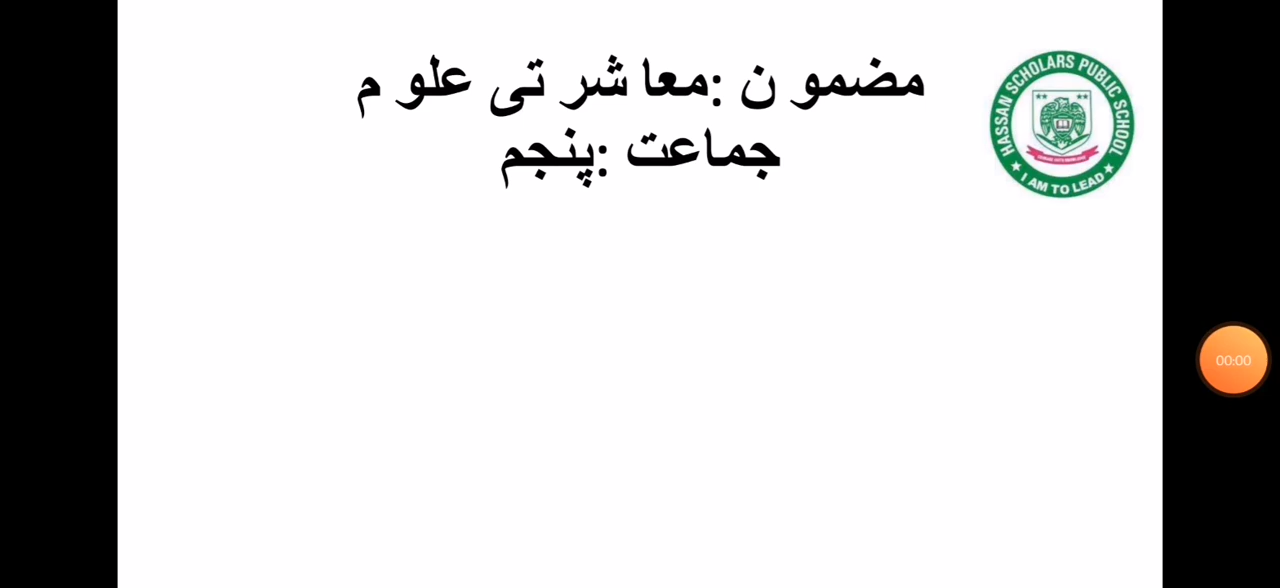 مضمو ن :معا شر تی علو م
جماعت :پنجم
HASSAN SCHOLARS PUBLIC SCHOOL
I AM TO LEAD
00:00